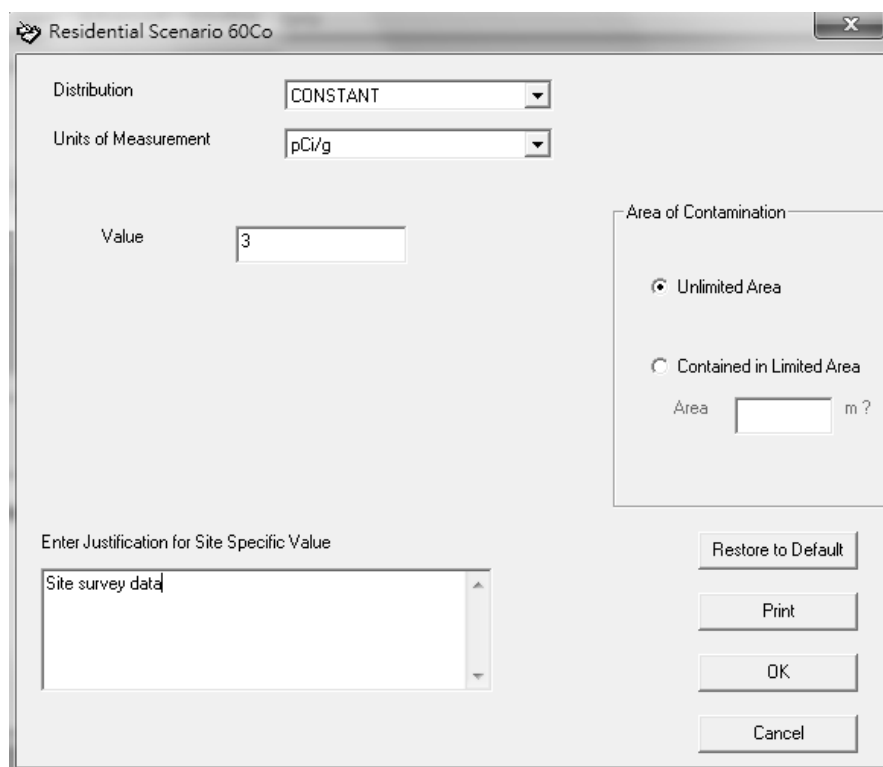 Residential Scenario 60Co
x
Distribution
CONSTANT
Units of Measurement
pCi/g
Value
3
Area of Contamination
Unlimited Area
Contained in Limited Area
Area
m ?
Enter Justification for Site Specific Value
Site survey data
Restore to Default
Print
OK
Cancel